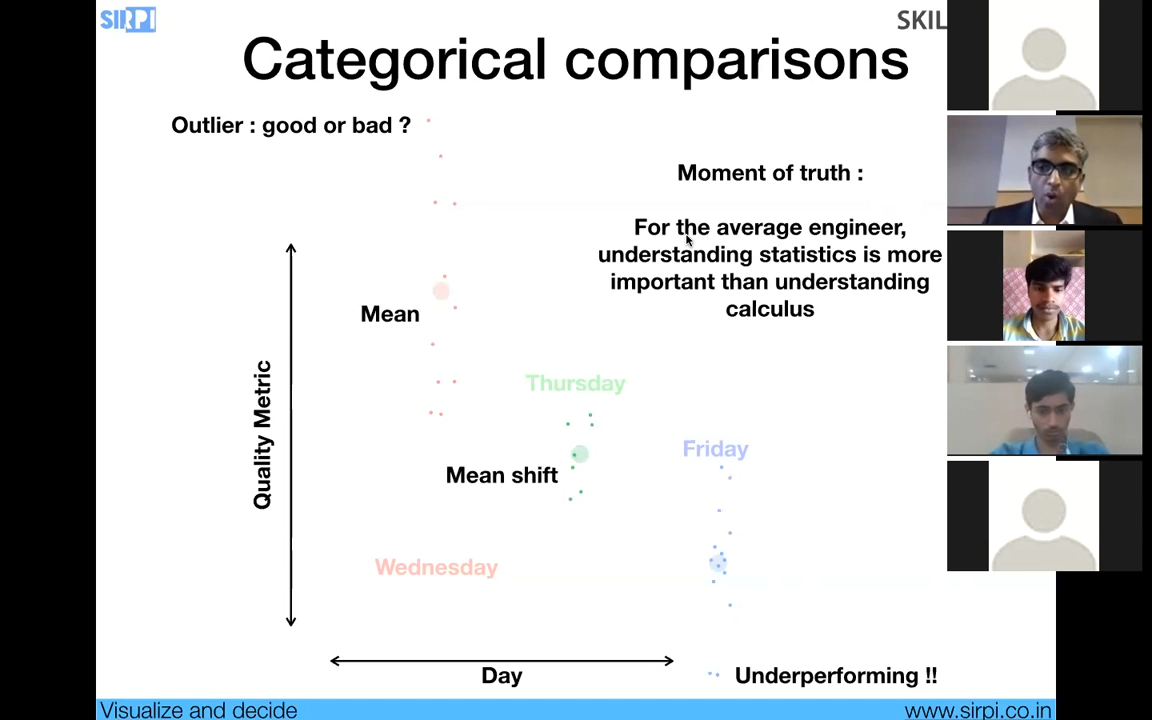 SIRPI
SKIL
Categorical comparisons
Outlier : good or bad ?
Moment of truth :
For the average engineer,
understanding statistics is more
important than understanding
calculus
Mean
Quality Metric
Thursday
Friday
Mean shift
Wednesday
Day
Underperforming !!
Visualize and decide
www.sirpi.co.in